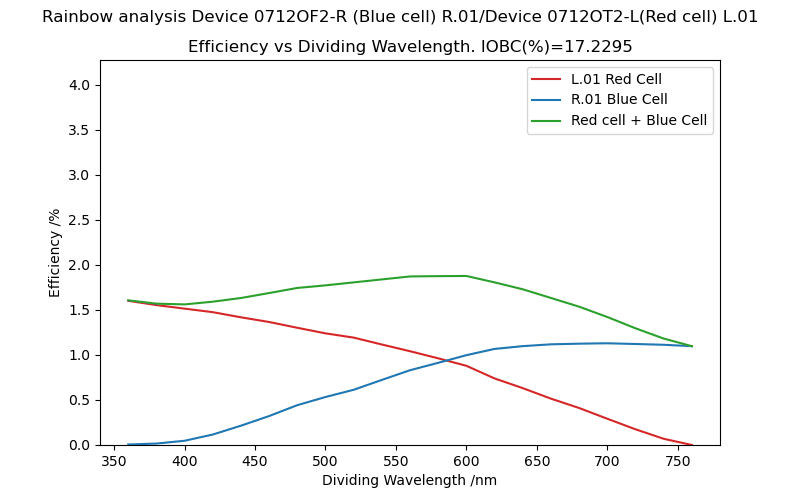 Rainbow analysis Device 0712OF2-R (Blue cell) R.01/Device 0712OT2-L(Red cell) L.01
Efficiency vs Dividing Wavelength. IOBC(%)=17.2295
L.01 Red Cell
R.01 Blue Cell
Red cell + Blue Cell
Efficiency /%
4.0
3.5
3.0
2.5
2.0
1.5
1.0
0.5
0.0
350 400 450 500 550 600 650 700 750
Dividing Wavelength /nm